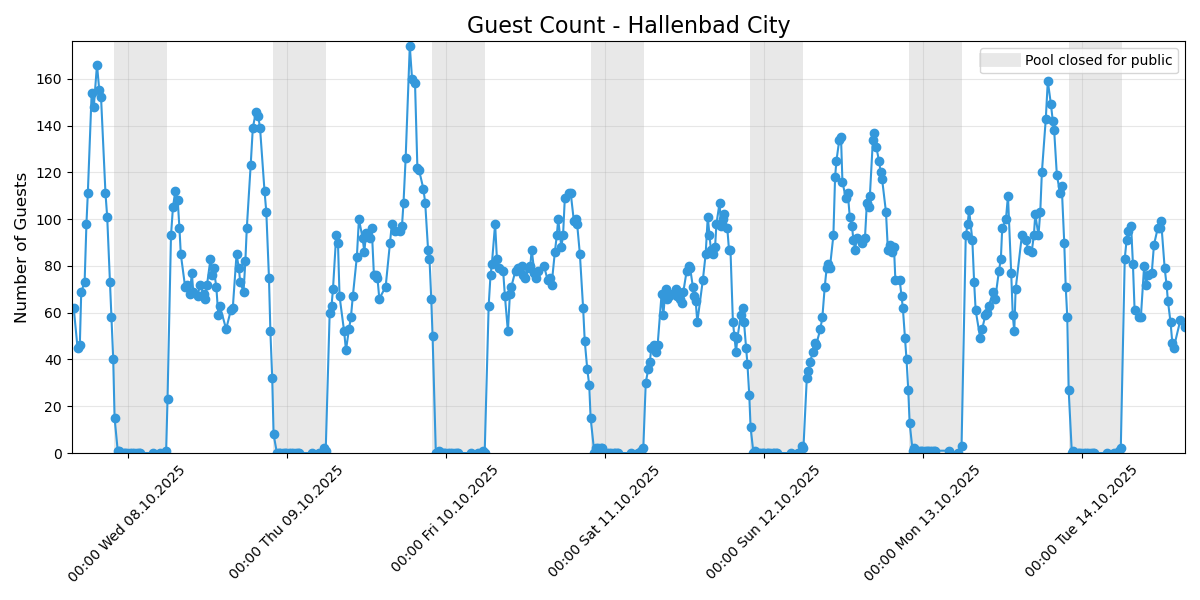 Guest Count - Hallenbad City
Pool closed for public
Number of Guests
160
140
120
100
80
60
40
20
0
00:00 Wed 08.10.2025
00:00 Thu 09.10.2025
00:00 Fri 10.10.2025
00:00 Sat 11.10.2025
00:00 Sun 12.10.2025
00:00 Mon 13.10.2025
00:00 Tue 14.10.2025